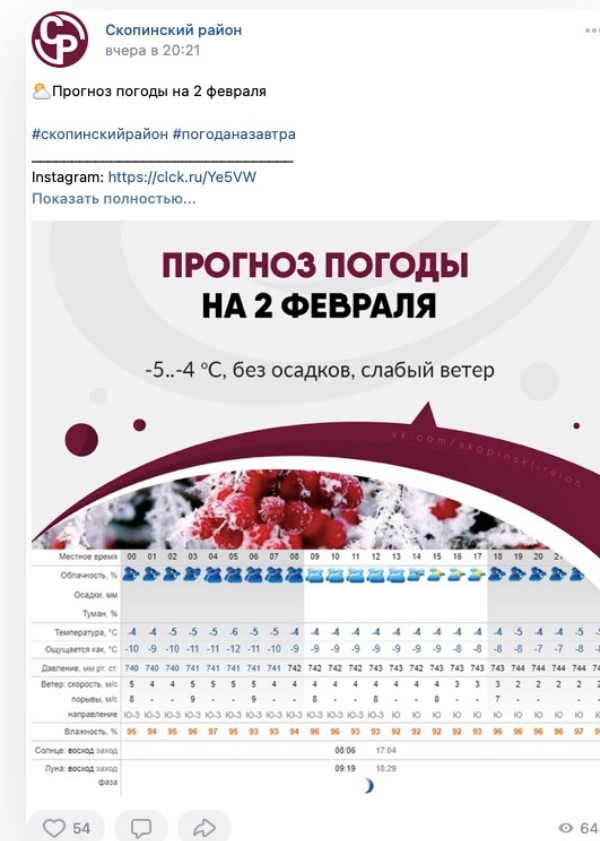 Скопинский район
вчера в 20:21
Прогноз погоды на 2 февраля
#скопинскийрайон #погоданазавтра
Instagram: https://clck.ru/Ye5VW
Показать полностью...
ПРОГНОЗ ПОГОДЫ
НА 2 ФЕВРАЛЯ
-5..-4 °C, без осадков, слабый ветер
vk.com/skopinskiiraion
Местное время 00 01 02 03 04 05 06 07 08 09 10 11 12 13 14 15 16 17 18 19 20
Облачность, %
Осадки, мм
Туман, %
Температура, °C -4 -4 -5 -5 -5 -6 -5 -5 -4 -4 -4 -4 -4 -4 -4 -4 -4 -4 -4 -5 -4 -4 -5
Ощущается как, °C -10 -9 -10 -11 -11 -12 -11 -10 -9 -9 -9 -9 -9 -9 -9 -9 -8 -8 -8 -8 -7 -7 -8
Давление, мм рт. ст. 740 740 740 741 741 741 741 741 742 742 742 742 743 743 742 743 743 743 743 744 744 744 744
Ветер: скорость, м/с 5 4 4 5 5 5 5 4 4 4 4 4 4 4 4 4 3 3 3 2 2 2 2
порывы, м/с 8 - - 9 - - 9 - - 8 - - 8 - - 8 - - 7 - - -
направление Ю-З Ю-З Ю-З Ю-З Ю-З Ю-З Ю-З Ю-З Ю-З Ю-З Ю-З Ю-З Ю-З Ю Ю Ю Ю Ю Ю Ю Ю Ю Ю
Влажность, % 95 94 95 96 97 95 93 93 94 96 96 93 93 92 92 92 92 93 96 96 96 96 97
Солнце: восход заход 08:06 17:04
Луна: восход заход 09:19 18:29
фаза
54